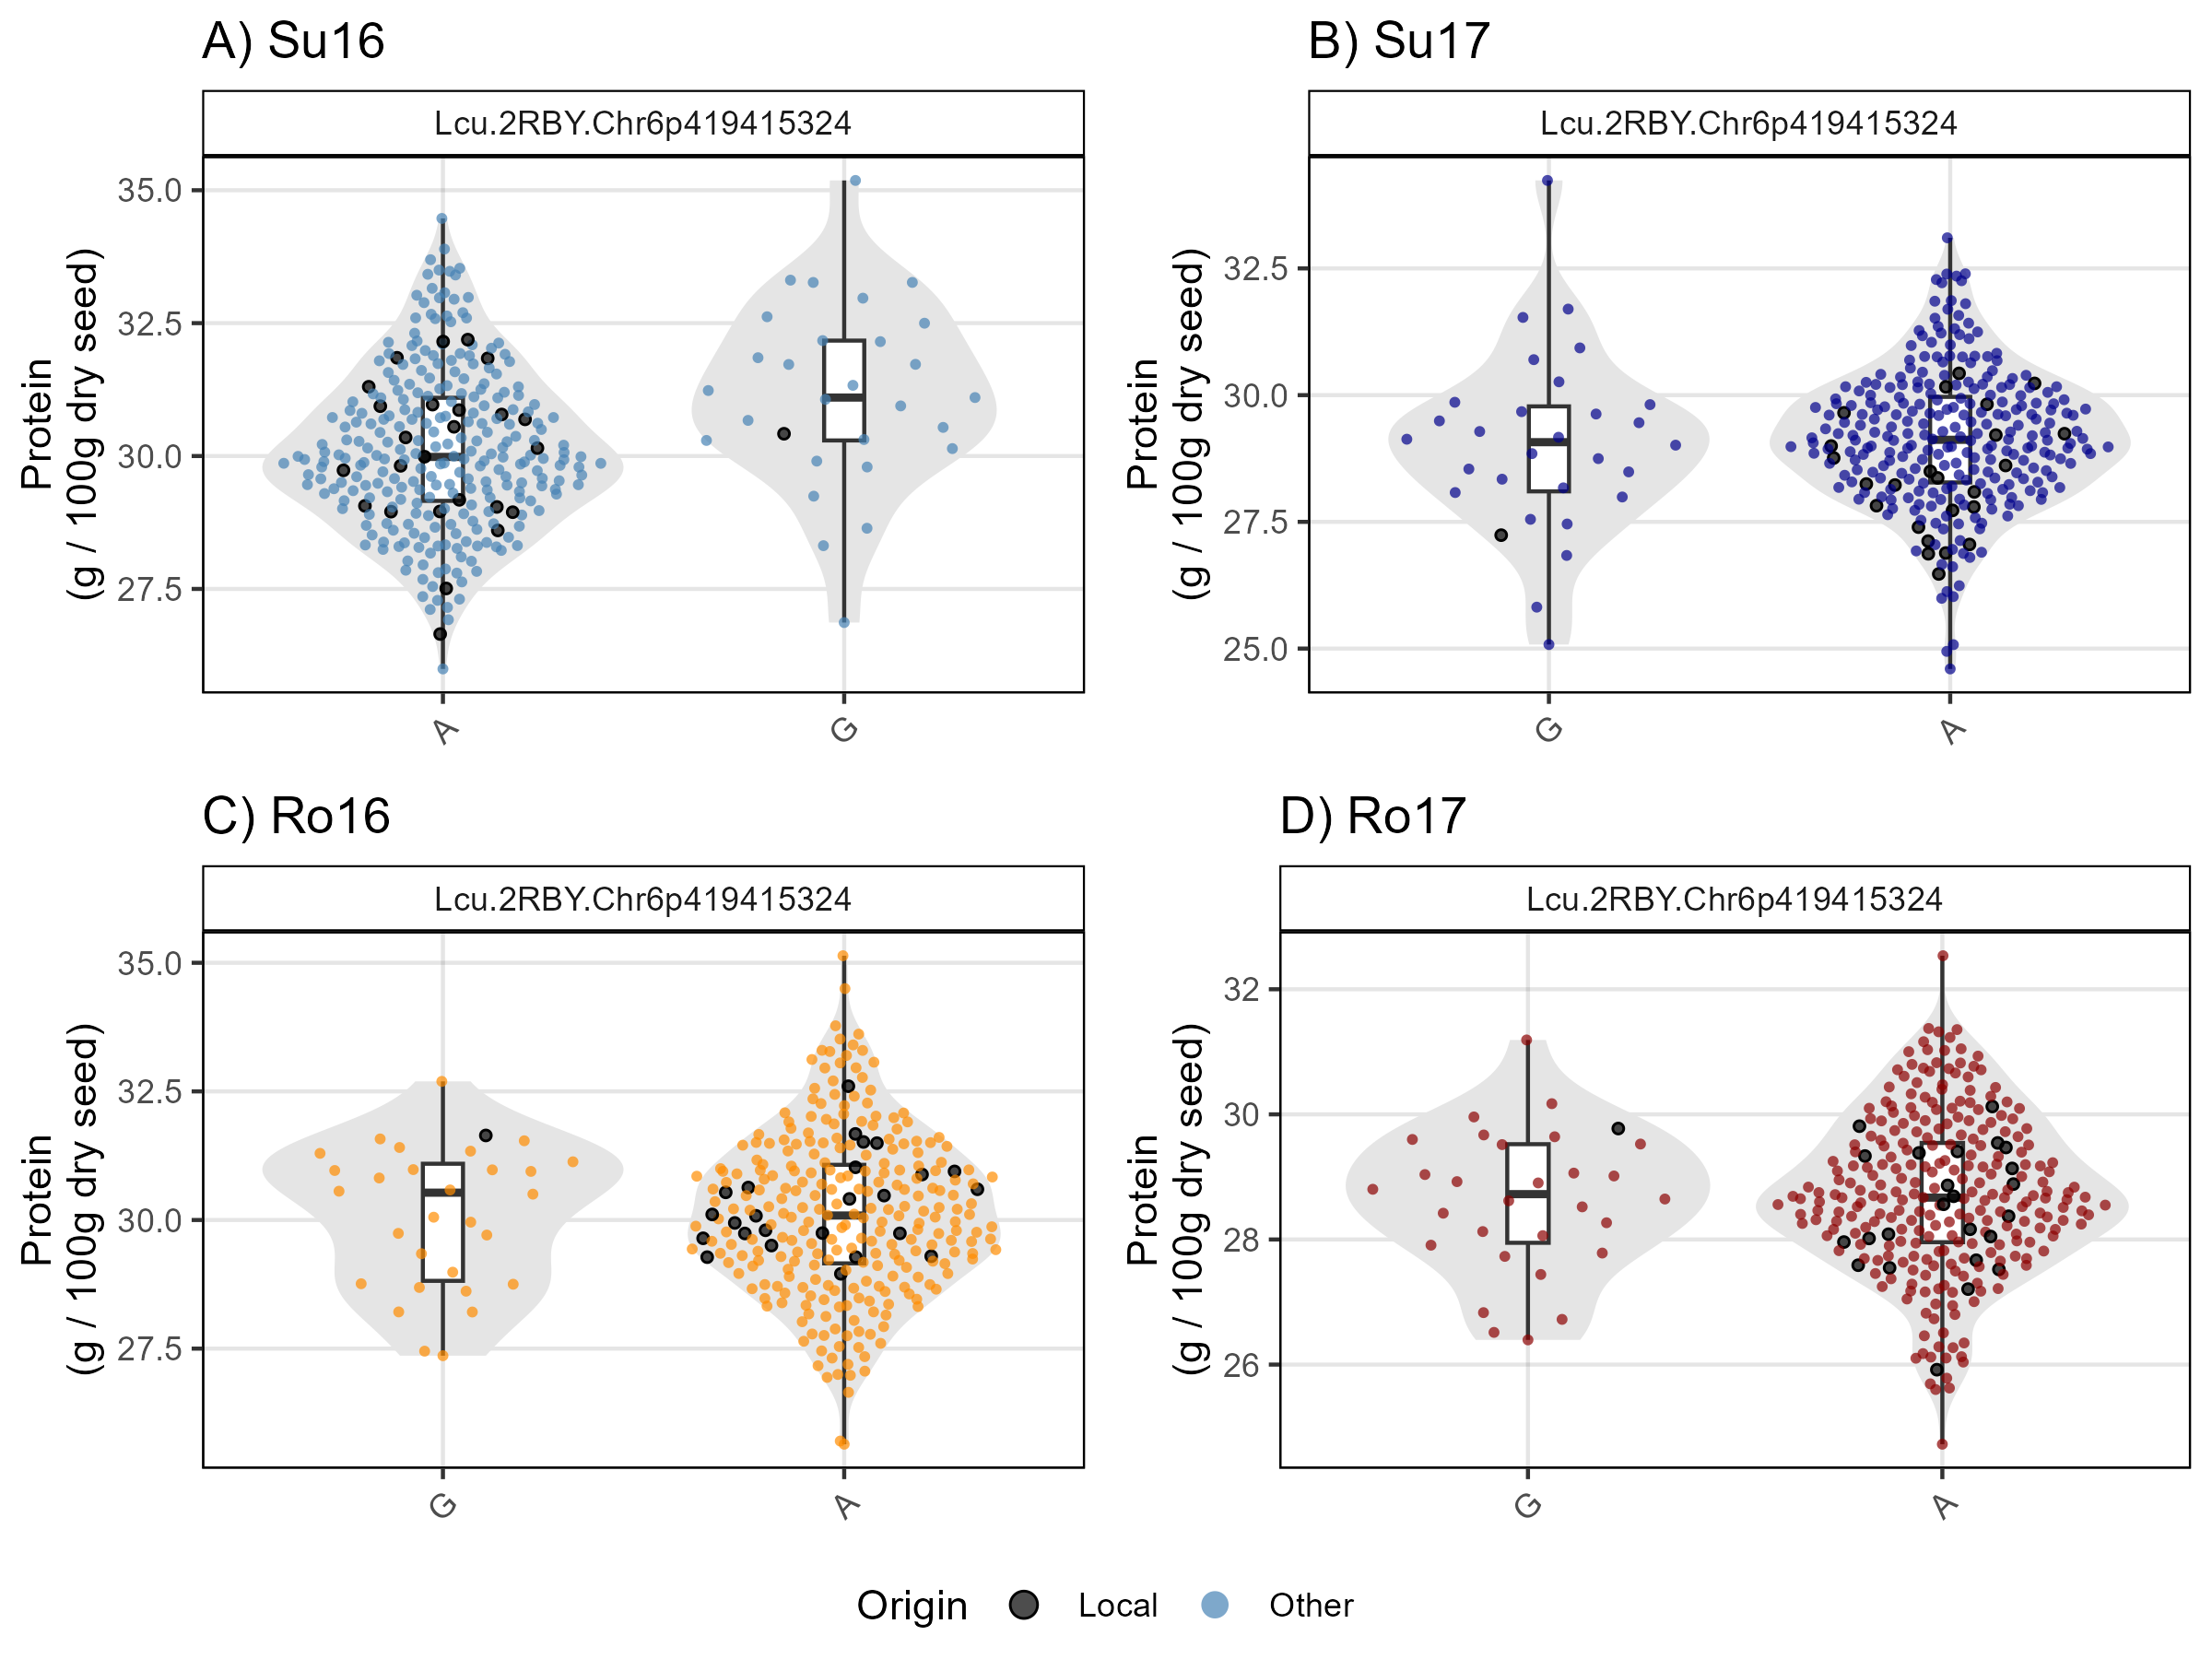 A) Su16
Lcu.2RBY.Chr6p419415324
Protein
(g / 100g dry seed)
35.0
32.5
30.0
27.5
A
G
B) Su17
Lcu.2RBY.Chr6p419415324
Protein
(g / 100g dry seed)
32.5
30.0
27.5
25.0
G
A
C) Ro16
Lcu.2RBY.Chr6p419415324
Protein
(g / 100g dry seed)
35.0
32.5
30.0
27.5
G
A
D) Ro17
Lcu.2RBY.Chr6p419415324
Protein
(g / 100g dry seed)
32
30
28
26
G
A
Origin Local Other